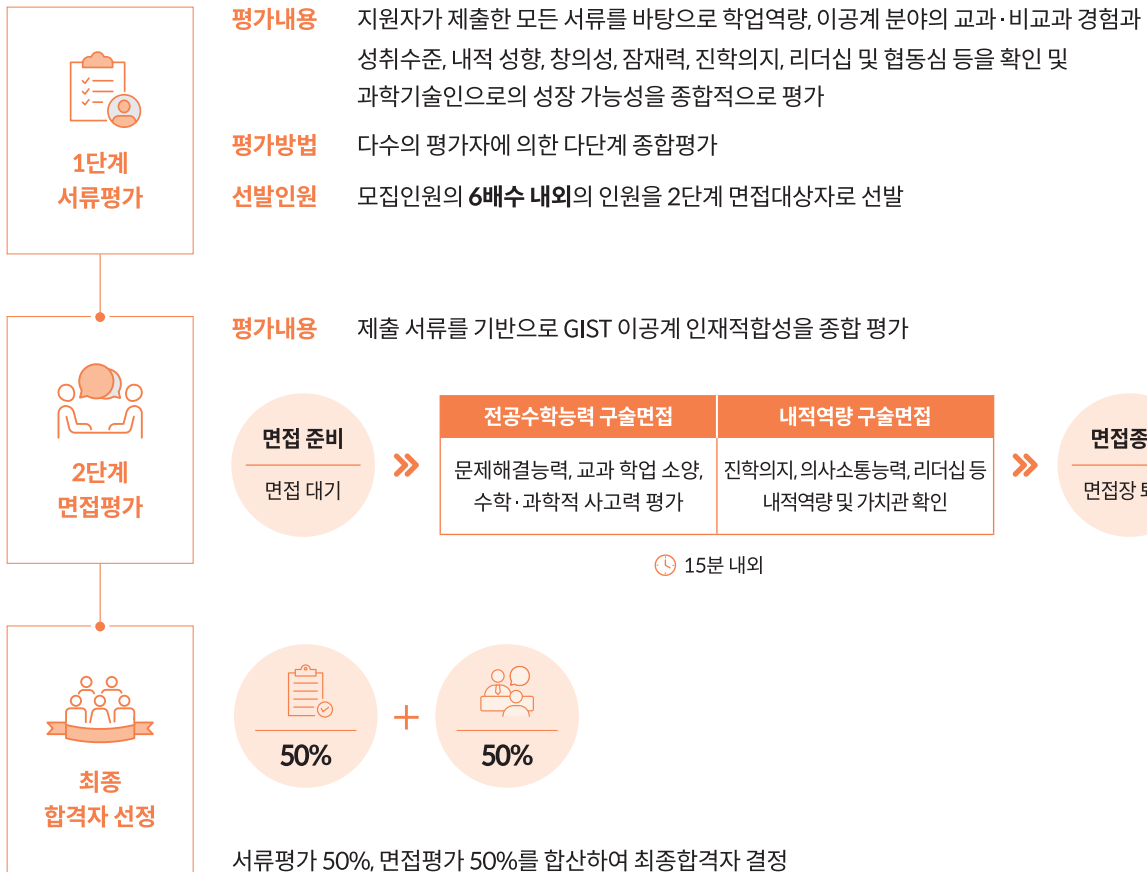 1단계
서류평가
평가내용 지원자가 제출한 모든 서류를 바탕으로 학업역량, 이공계 분야의 교과·비교과 경험과
성취수준, 내적 성향, 창의성, 잠재력, 진학의지, 리더십 및 협동심 등을 확인 및
과학기술인으로의 성장 가능성을 종합적으로 평가
평가방법 다수의 평가자에 의한 다단계 종합평가
선발인원 모집인원의 6배수 내외의 인원을 2단계 면접대상자로 선발
2단계
면접평가
평가내용 제출 서류를 기반으로 GIST 이공계 인재적합성을 종합 평가
면접 준비
면접 대기
전공수학능력 구술면접
문제해결능력, 교과 학업 소양,
수학·과학적 사고력 평가
내적역량 구술면접
진학의지, 의사소통능력, 리더십 등
내적역량 및 가치관 확인
15분 내외
면접종
면접장
최종
합격자 선정
50%
+
50%
서류평가 50%, 면접평가 50%를 합산하여 최종합격자 결정